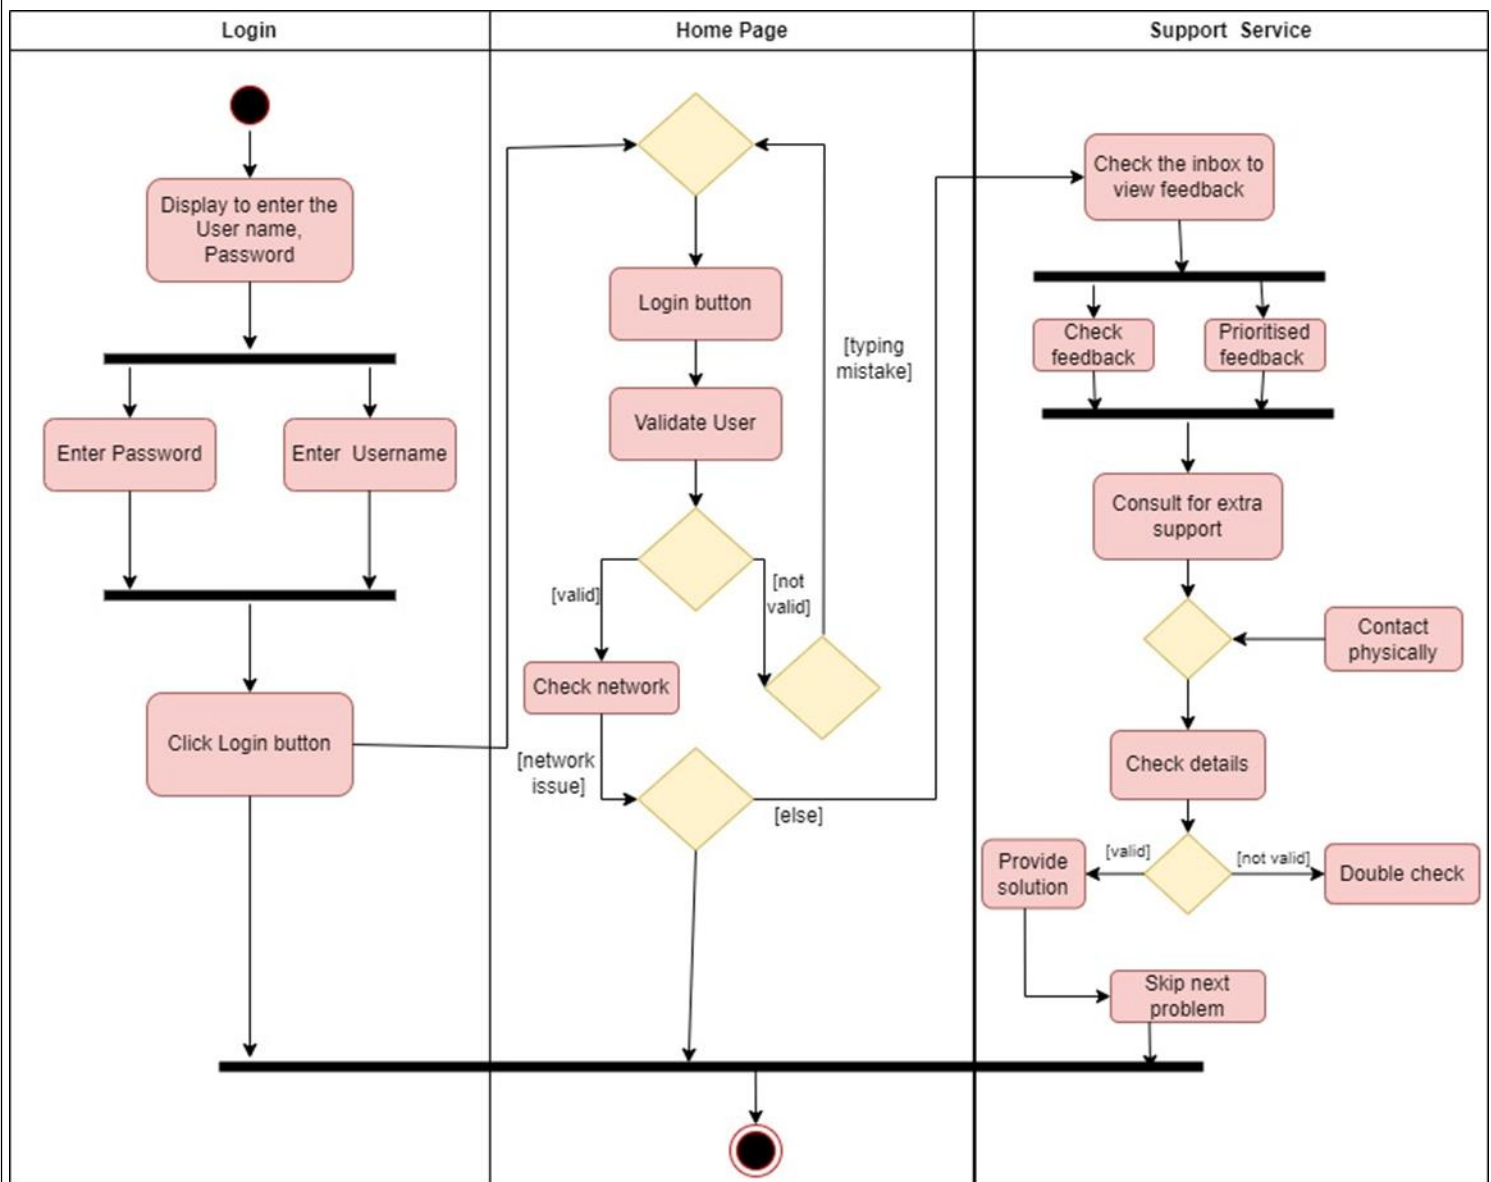 Login
Home Page
Support Service
Display to enter the
User name,
Password
Enter Password
Enter Username
Click Login button
Login button
Validate User
[typing
mistake]
[valid]
[not
valid]
Check network
[network
issue]
[else]
Check the inbox to
view feedback
Check
feedback
Prioritised
feedback
Consult for extra
support
Contact
physically
Check details
[valid]
[not valid]
Provide
solution
Double check
Skip next
problem